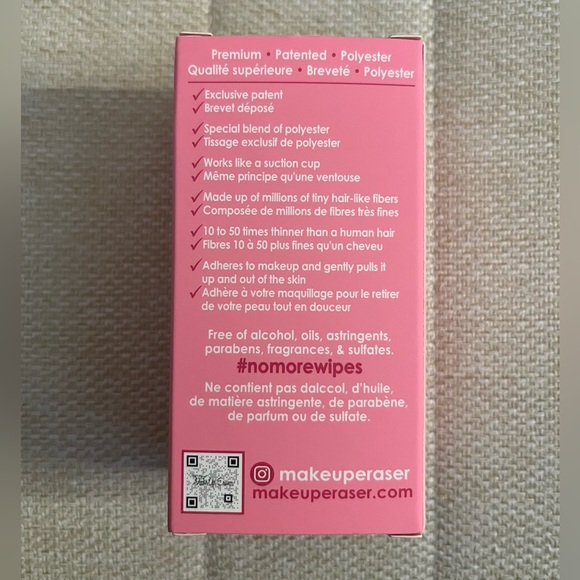 Premium • Patented • Polyester
Qualité supérieure • Breveté • Polyester
✓Exclusive patent
✓Brevet déposé
✓Special blend of polyester
✓Tissage exclusif de polyester
✓Works like a suction cup
✓Même principe qu'une ventouse
✓Made up of millions of tiny hair-like fibers
✓Composée de millions de fibres très fines
✓10 to 50 times thinner than a human hair
✓Fibres 10 à 50 plus fines qu'un cheveu
✓Adheres to makeup and gently pulls it
up and out of the skin
✓Adhère à votre maquillage pour le retirer
de votre peau tout en douceur
Free of alcohol, oils, astringents,
parabens, fragrances, & sulfates.
#nomorewipes
Ne contient pas dalccol, d'huile,
de matière astringente, de parabène,
de parfum ou de sulfate.
MakeUp Eraser
makeuperaser
makeuperaser.com